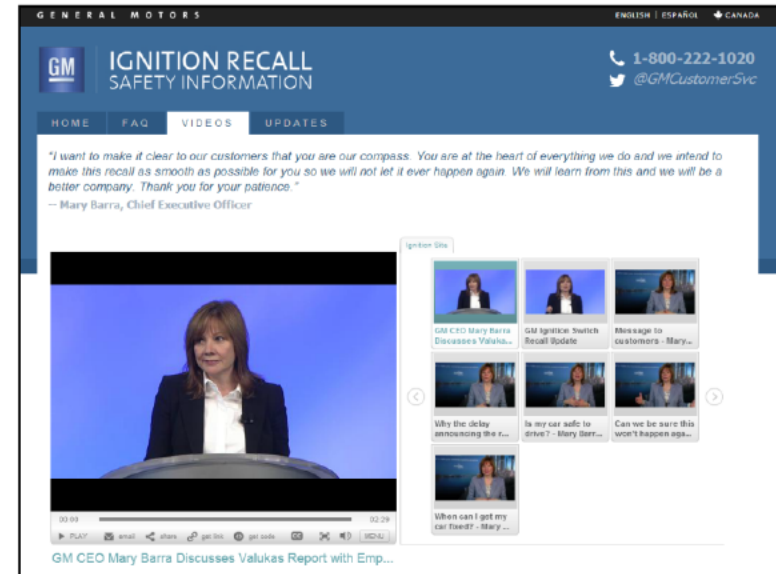 GENERAL MOTORS
ENGLISH | ESPAÑOL CANADA
GM
IGNITION RECALL
SAFETY INFORMATION
1-800-222-1020
@GMCustomerSvc
HOME FAQ VIDEOS UPDATES
"I want to make it clear to our customers that you are our compass. You are at the heart of everything we do and we intend to
make this recall as smooth as possible for you so we will not let it ever happen again. We will learn from this and we will be a
better company. Thank you for your patience."
-- Mary Barra, Chief Executive Officer
Ignition Site
GM CEO Mary Barra
Discusses Valuka...
GM Ignition Switch
Recall Update
Message to
customers - Mary...
Why the delay
announcing the r...
Is my car safe to
drive? - Mary Barr...
Can we be sure this
won't happen aga...
When can I get my
car fixed? - Mary ...
00:00 02:29
PLAY email share get link get code CC MENU
GM CEO Mary Barra Discusses Valukas Report with Emp...